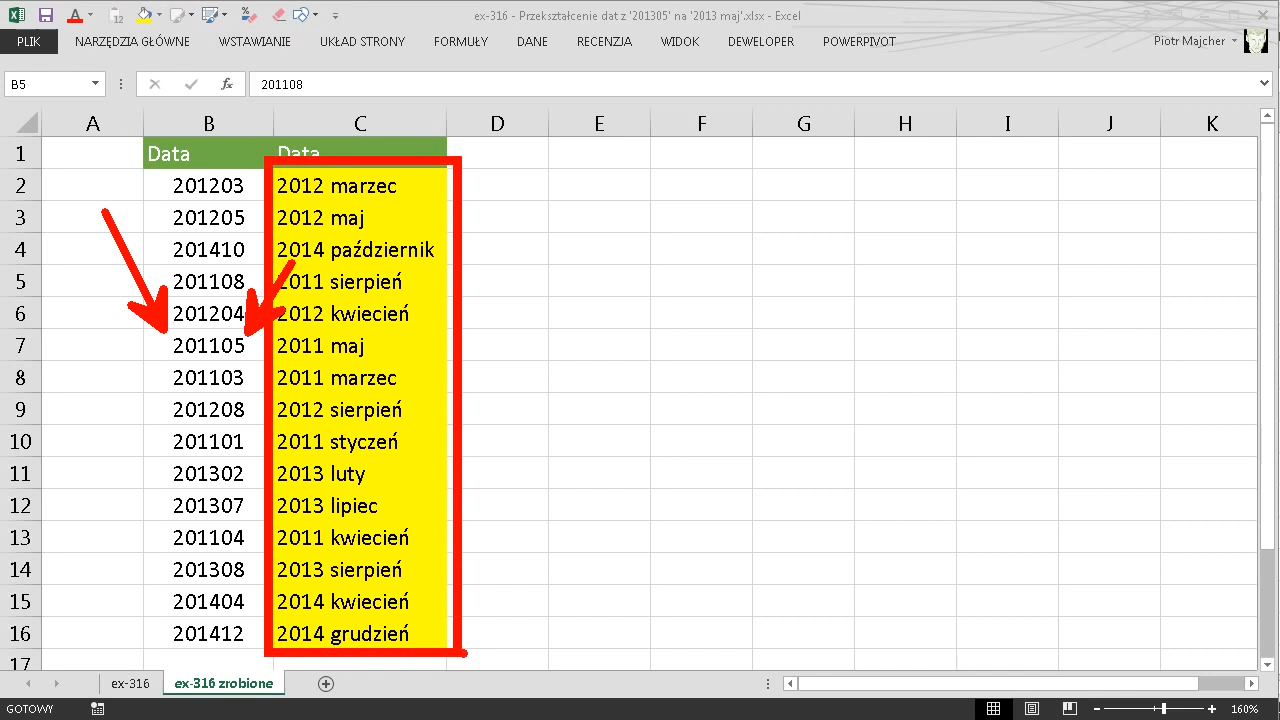 ex-316_ Przekształcenie dat z '201305' na '2013 maj'.xlsx - Excel
PLIK NARZĘDZIA GŁÓWNE WSTAWIANIE UKŁAD STRONY FORMUŁY DANE RECENZJA WIDOK DEWELOPER POWERPIVOT Piotr Majcher
B5 fx 201108
A B C D E F G H I J K
1 Data Data
2 201203 2012 marzec
3 201205 2012 maj
4 201410 2014 październik
5 201108 2011 sierpień
6 201204 2012 kwiecień
7 201105 2011 maj
8 201103 2011 marzec
9 201208 2012 sierpień
10 201101 2011 styczeń
11 201302 2013 luty
12 201307 2013 lipiec
13 201104 2011 kwiecień
14 201308 2013 sierpień
15 201404 2014 kwiecień
16 201412 2014 grudzień
17
ex-316 ex-316 zrobione
GOTOWY 160%